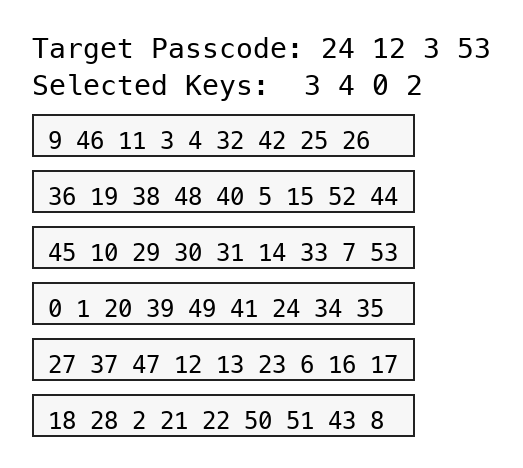 Target Passcode: 24 12 3 53
Selected Keys: 3 4 0 2
9 46 11 3 4 32 42 25 26
36 19 38 48 40 5 15 52 44
45 10 29 30 31 14 33 7 53
0 1 20 39 49 41 24 34 35
27 37 47 12 13 23 6 16 17
18 28 2 21 22 50 51 43 8